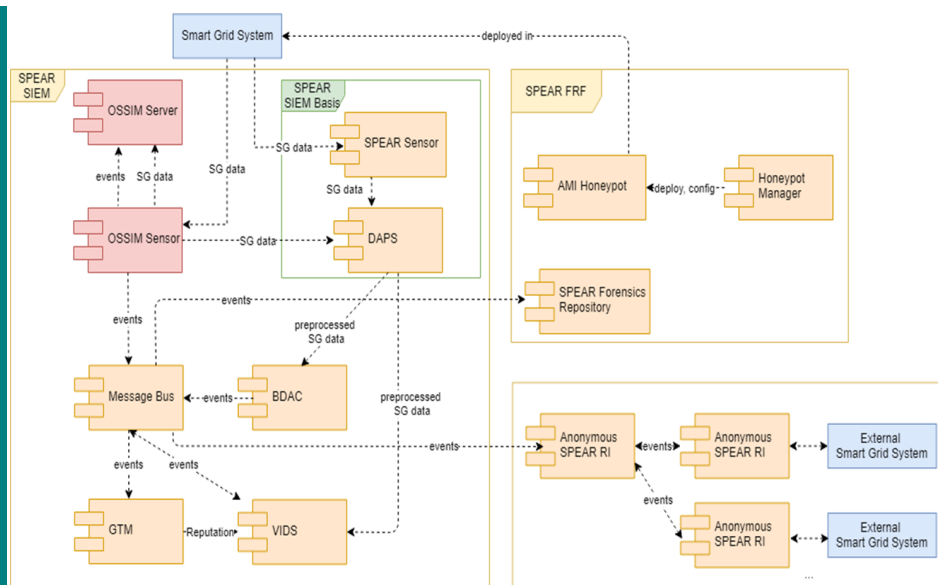 Smart Grid System
deployed in
SPEAR
SIEM
SPEAR
SIEM Basis
SPEAR FRF
OSSIM Server
SPEAR Sensor
SG data
events
SG data
SG data
SG data
AMI Honeypot
deploy, config
Honeypot
Manager
OSSIM Sensor
SG data
DAPS
SPEAR Forensics
Repository
events
events
preprocessed
SG data
Message Bus
events
BDAC
preprocessed
SG data
events
Anonymous
SPEAR RI
events
Anonymous
SPEAR RI
External
Smart Grid System
events
events
events
GTM
Reputation
VIDS
Anonymous
SPEAR RI
External
Smart Grid System
...